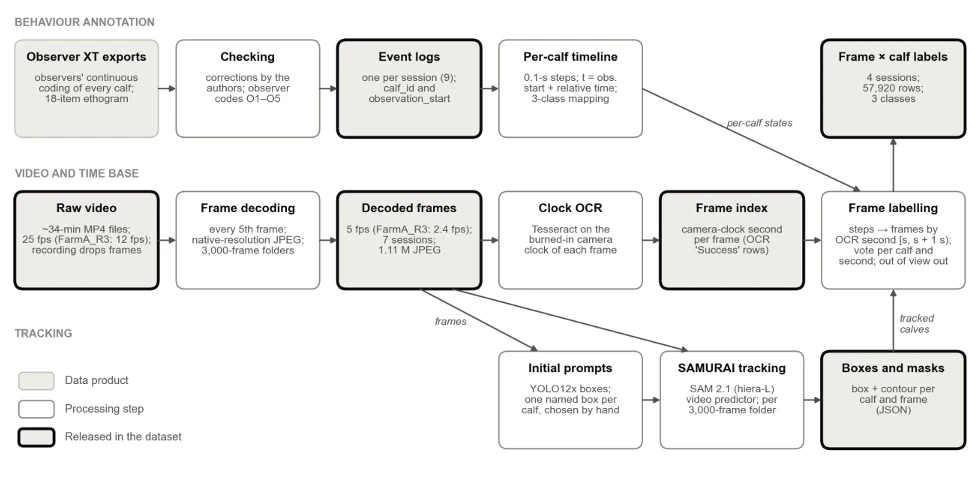 BEHAVIOUR ANNOTATION
Observer XT exports
observers' continuous
coding of every calf;
18-item ethogram
Checking
corrections by the
authors; observer
codes O1–O5
Event logs
one per session (9);
calf_id and
observation_start
Per-calf timeline
0.1-s steps; t = obs.
start + relative time;
3-class mapping
Frame × calf labels
4 sessions;
57,920 rows;
3 classes
per-calf states
VIDEO AND TIME BASE
Raw video
~34-min MP4 files;
25 fps (FarmA_R3: 12 fps);
recording drops frames
Frame decoding
every 5th frame;
native-resolution JPEG;
3,000-frame folders
Decoded frames
5 fps (FarmA_R3: 2.4 fps);
7 sessions;
1.11 M JPEG
Clock OCR
Tesseract on the
burned-in camera
clock of each frame
Frame index
camera-clock second
per frame (OCR
'Success' rows)
Frame labelling
steps → frames by
OCR second [s, s + 1 s);
vote per calf and
second; out of view out
frames
tracked
calves
TRACKING
Initial prompts
YOLO12x boxes;
one named box per
calf, chosen by hand
SAMURAI tracking
SAM 2.1 (hiera-L)
video predictor; per
3,000-frame folder
Boxes and masks
box + contour per
calf and frame
(JSON)
Data product
Processing step
Released in the dataset